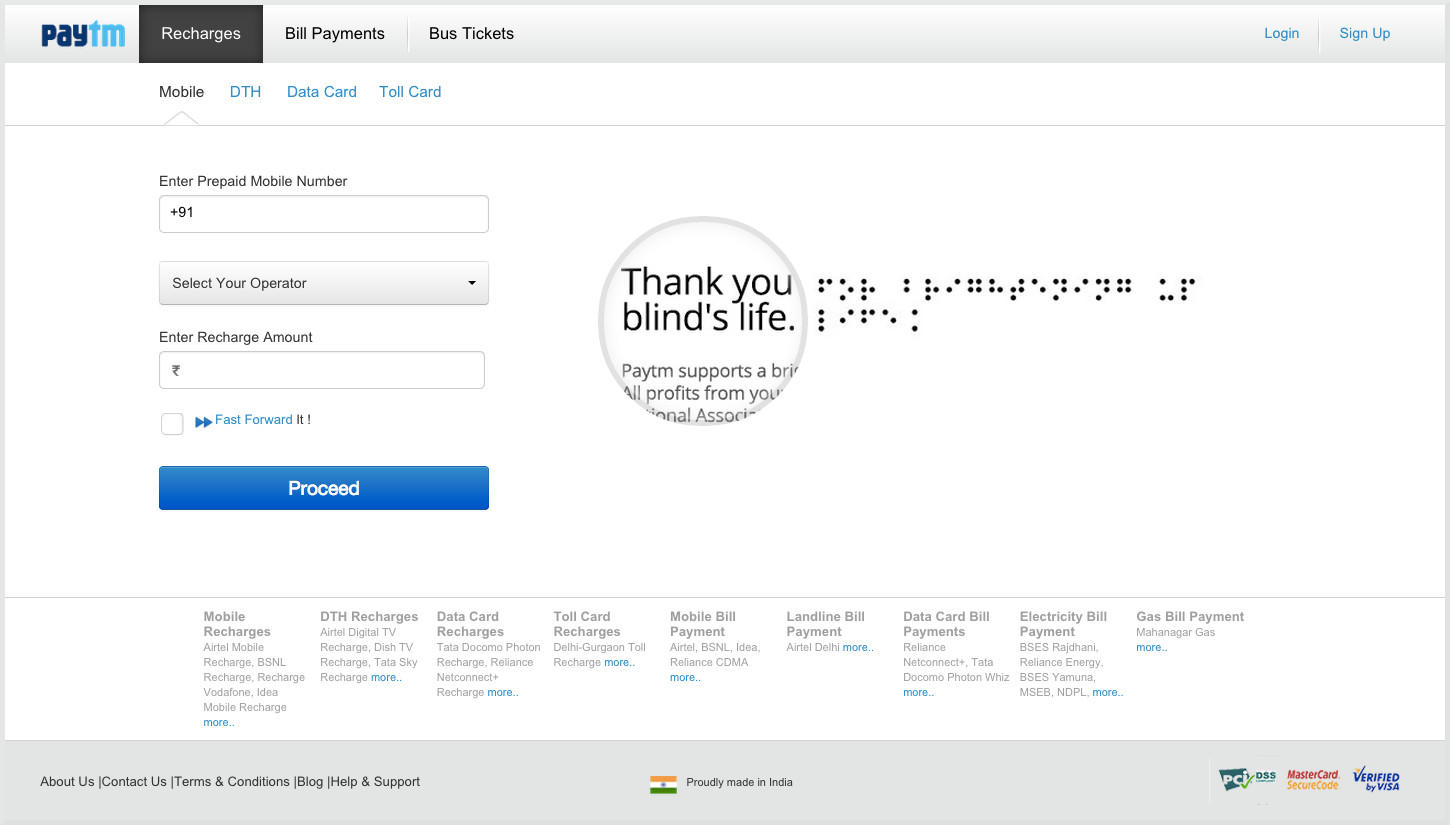 paytm
Recharges
Bill Payments
Bus Tickets
Login
Sign Up
Mobile
DTH
Data Card
Toll Card
Enter Prepaid Mobile Number
+91
Select Your Operator
Enter Recharge Amount
₹
Fast Forward It !
Proceed
Thank you ⠋⠕⠗ ⠃⠗⠊⠛⠓⠞⠑⠝⠊⠝⠛ ⠥⠏
blind's life. ⠇⠊⠋⠑
Paytm supports a bri
All profits from you
ional Associa
Mobile
Recharges
Airtel Mobile
Recharge, BSNL
Recharge, Recharge
Vodafone, Idea
Mobile Recharge
more..
DTH Recharges
Airtel Digital TV
Recharge, Dish TV
Recharge, Tata Sky
Recharge more..
Data Card
Recharges
Tata Docomo Photon
Recharge, Reliance
Netconnect+
Recharge more..
Toll Card
Recharges
Delhi-Gurgaon Toll
Recharge more..
Mobile Bill
Payment
Airtel, BSNL, Idea,
Reliance CDMA
more..
Landline Bill
Payment
Airtel Delhi more..
Data Card Bill
Payments
Reliance
Netconnect+, Tata
Docomo Photon Whiz
more..
Electricity Bill
Payment
BSES Rajdhani,
Reliance Energy,
BSES Yamuna,
MSEB, NDPL, more..
Gas Bill Payment
Mahanagar Gas
more..
About Us |Contact Us |Terms & Conditions |Blog |Help & Support
Proudly made in India
PCI DSS
COMPLIANT
MasterCard.
SecureCode.
VERIFIED
by VISA